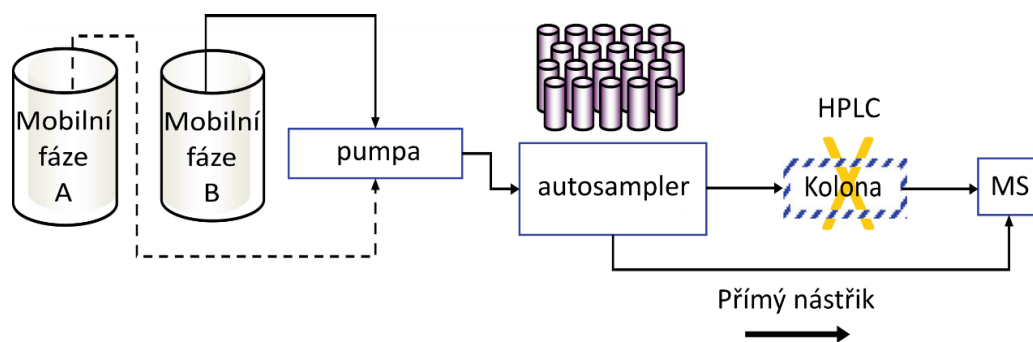 Mobilní
fáze
A
Mobilní
fáze
B
pumpa
autosampler
HPLC
Kolona
MS
Přímý nástřik